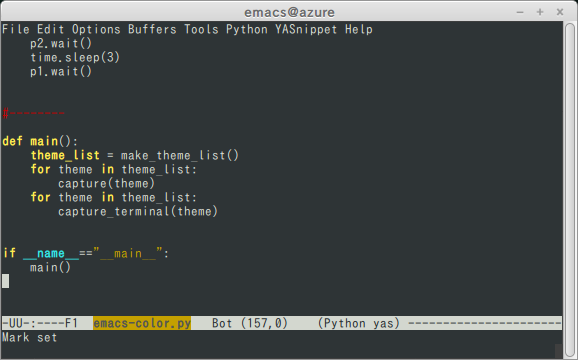 emacs@azure
File Edit Options Buffers Tools Python YASnippet Help
    p2.wait()
    time.sleep(3)
    p1.wait()
#--------
def main():
    theme_list = make_theme_list()
    for theme in theme_list:
        capture(theme)
    for theme in theme_list:
        capture_terminal(theme)
if __name__=="__main__":
    main()
-UU-:----F1  emacs-color.py   Bot (157,0)    (Python yas) ----------------------
Mark set